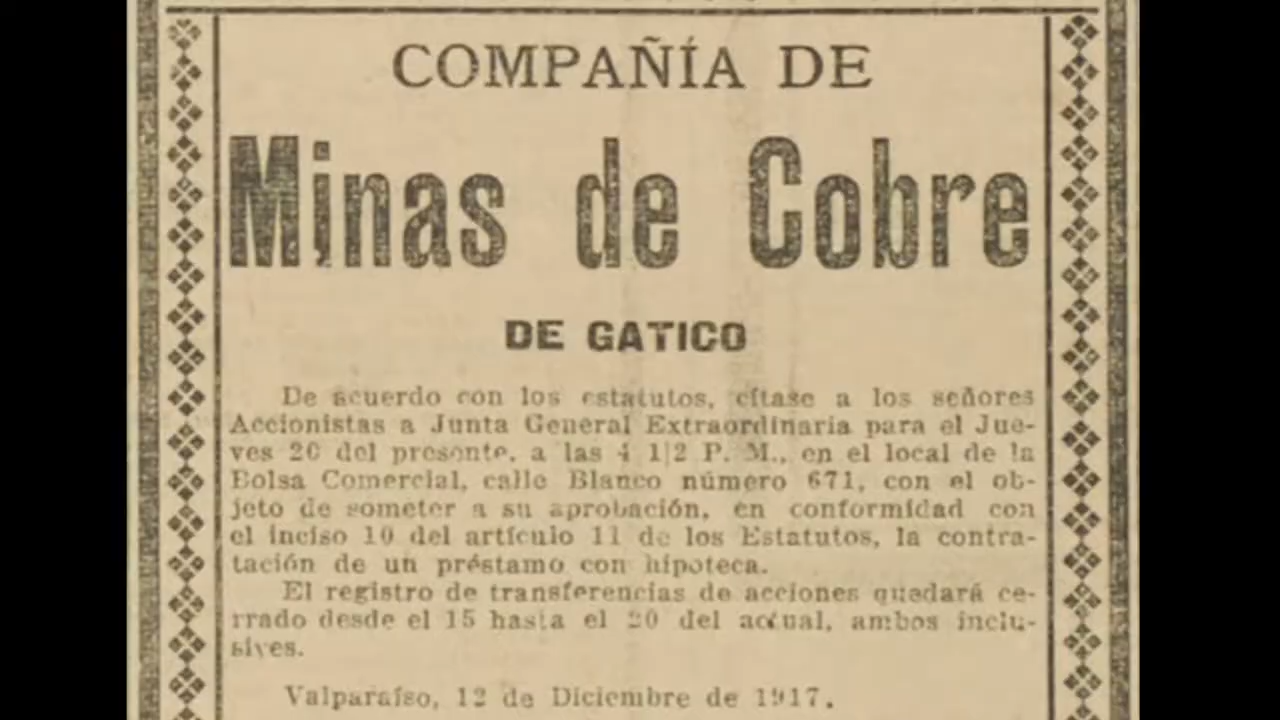 COMPAÑÍA DE
Minas de Cobre
DE GATICO
De acuerdo con los estatutos, cítase a los señores
Accionistas a Junta General Extraordinaria para el Jue-
ves 20 del presente, a las 4 1|2 P. M., en el local de la
Bolsa Comercial, calle Blanco número 671, con el ob-
jeto de someter a su aprobación, en conformidad con
el inciso 10 del artículo 11 de los Estatutos, la contra-
tación de un préstamo con hipoteca.
El registro de transferencias de acciones quedará ce-
rrado desde el 15 hasta el 20 del actual, ambos inclu-
sives.
Valparaíso, 12 de Diciembre de 1917.